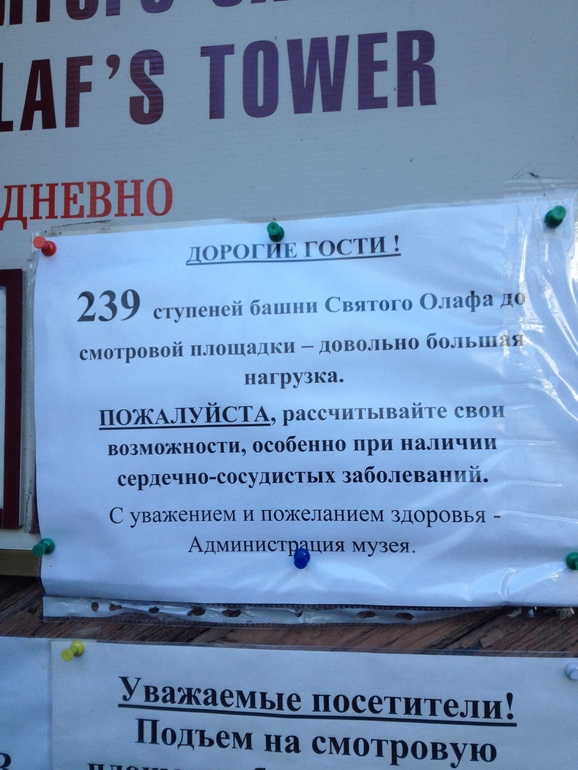 LAF'S TOWER
ДНЕВНО
ДОРОГИЕ ГОСТИ !
239 ступеней башни Святого Олафа до
смотровой площадки – довольно большая
нагрузка.
ПОЖАЛУЙСТА, рассчитывайте свои
возможности, особенно при наличии
сердечно-сосудистых заболеваний.
С уважением и пожеланием здоровья -
Администрация музея.
Уважаемые посетители!
Подъем на смотровую